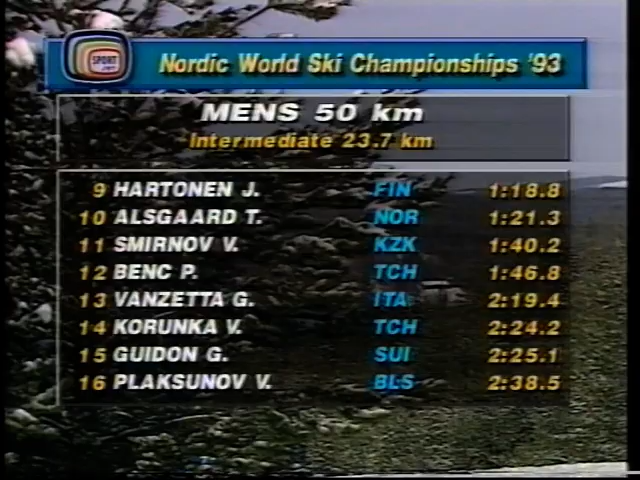 SPORT
Nordic World Ski Championships '93
MENS 50 km
Intermediate 23.7 km
9 HARTONEN J. FIN 1:18.8
10 ALSGAARD T. NOR 1:21.3
11 SMIRNOV V. KZK 1:40.2
12 BENC P. TCH 1:46.8
13 VANZETTA G. ITA 2:19.4
14 KORUNKA V. TCH 2:24.2
15 GUIDON G. SUI 2:25.1
16 PLAKSUNOV V. BLS 2:38.5